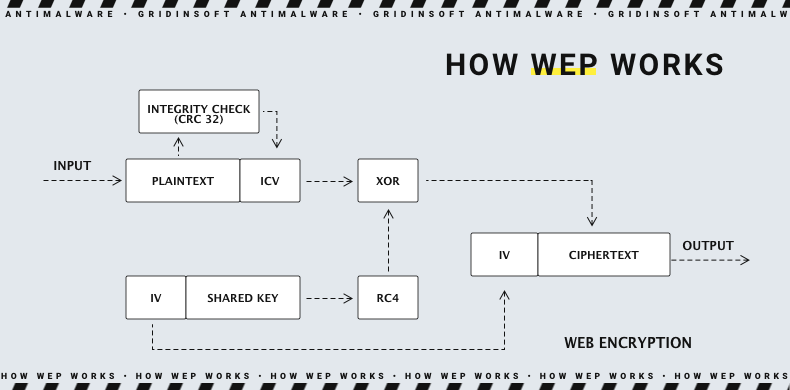 ANTIMALWARE • GRIDINSOFT ANTIMALWARE • GRIDINSOFT ANTIMALWARE • GRIDINSOFT ANTIMALW
HOW WEP WORKS
INTEGRITY CHECK
(CRC 32)
INPUT
PLAINTEXT ICV XOR
IV CIPHERTEXT OUTPUT
IV SHARED KEY RC4
WEB ENCRYPTION
HOW WEP WORKS • HOW WEP WORKS • HOW WEP WORKS • HOW WEP WORKS • HOW WEP WORKS • HOW WEP WORKS